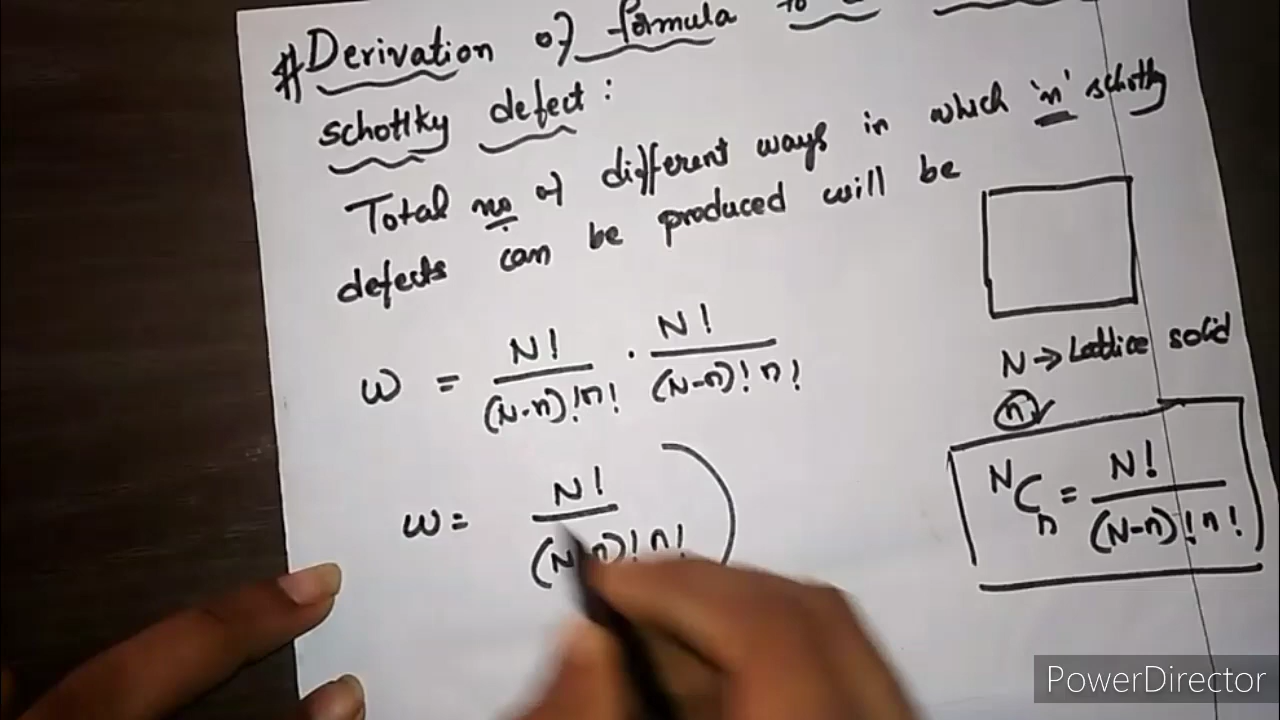 #Derivation of formula to
schottky defect:
Total no of different ways in which 'n' schottky
defects can be produced will be
ω = N!/(N-n)!n! · N!/(N-n)!n!
N → Lattice solid
n
ω = N!/(N-n)!n! )
NCn = N!/(N-n)!n!
PowerDirector